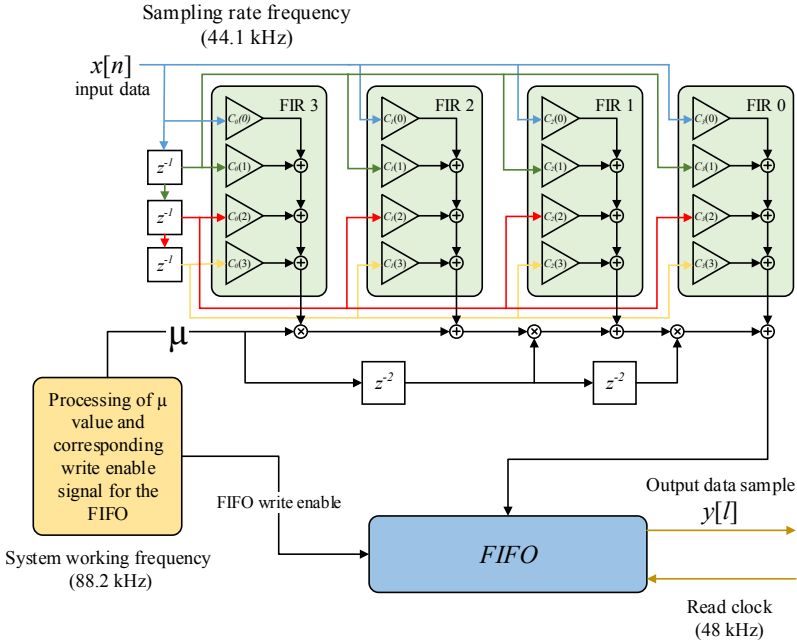 Sampling rate frequency
(44.1 kHz)
x[n]
input data
FIR 3
FIR 2
FIR 1
FIR 0
C₀(0)
C₁(0)
C₂(0)
C₃(0)
z⁻¹
C₀(1)
C₁(1)
C₂(1)
C₃(1)
z⁻¹
C₀(2)
C₁(2)
C₂(2)
C₃(2)
z⁻¹
C₀(3)
C₁(3)
C₂(3)
C₃(3)
μ
z⁻²
z⁻²
Processing of μ
value and
corresponding
write enable
signal for the
FIFO
FIFO write enable
System working frequency
(88.2 kHz)
FIFO
Output data sample
y[l]
Read clock
(48 kHz)